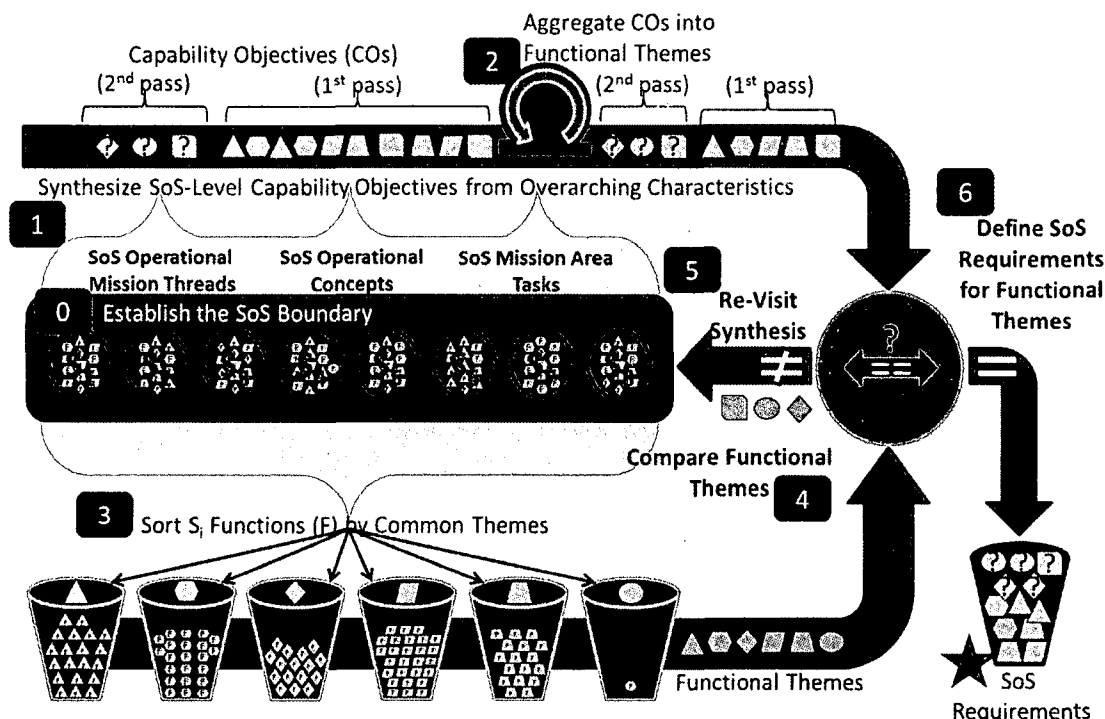 Capability Objectives (COs)
(2nd pass)
(1st pass)
2
Aggregate COs into
Functional Themes
(2nd pass)
(1st pass)
? ? ?
? ? ?
Synthesize SoS-Level Capability Objectives from Overarching Characteristics
1
SoS Operational
Mission Threads
SoS Operational
Concepts
SoS Mission Area
Tasks
0
Establish the SoS Boundary
5
Re-Visit
Synthesis
≠
?
==
=
6
Define SoS
Requirements
for Functional
Themes
Compare Functional
Themes
4
3
Sort Si Functions (F) by Common Themes
Functional Themes
? ? ?
? ?
SoS
Requirements